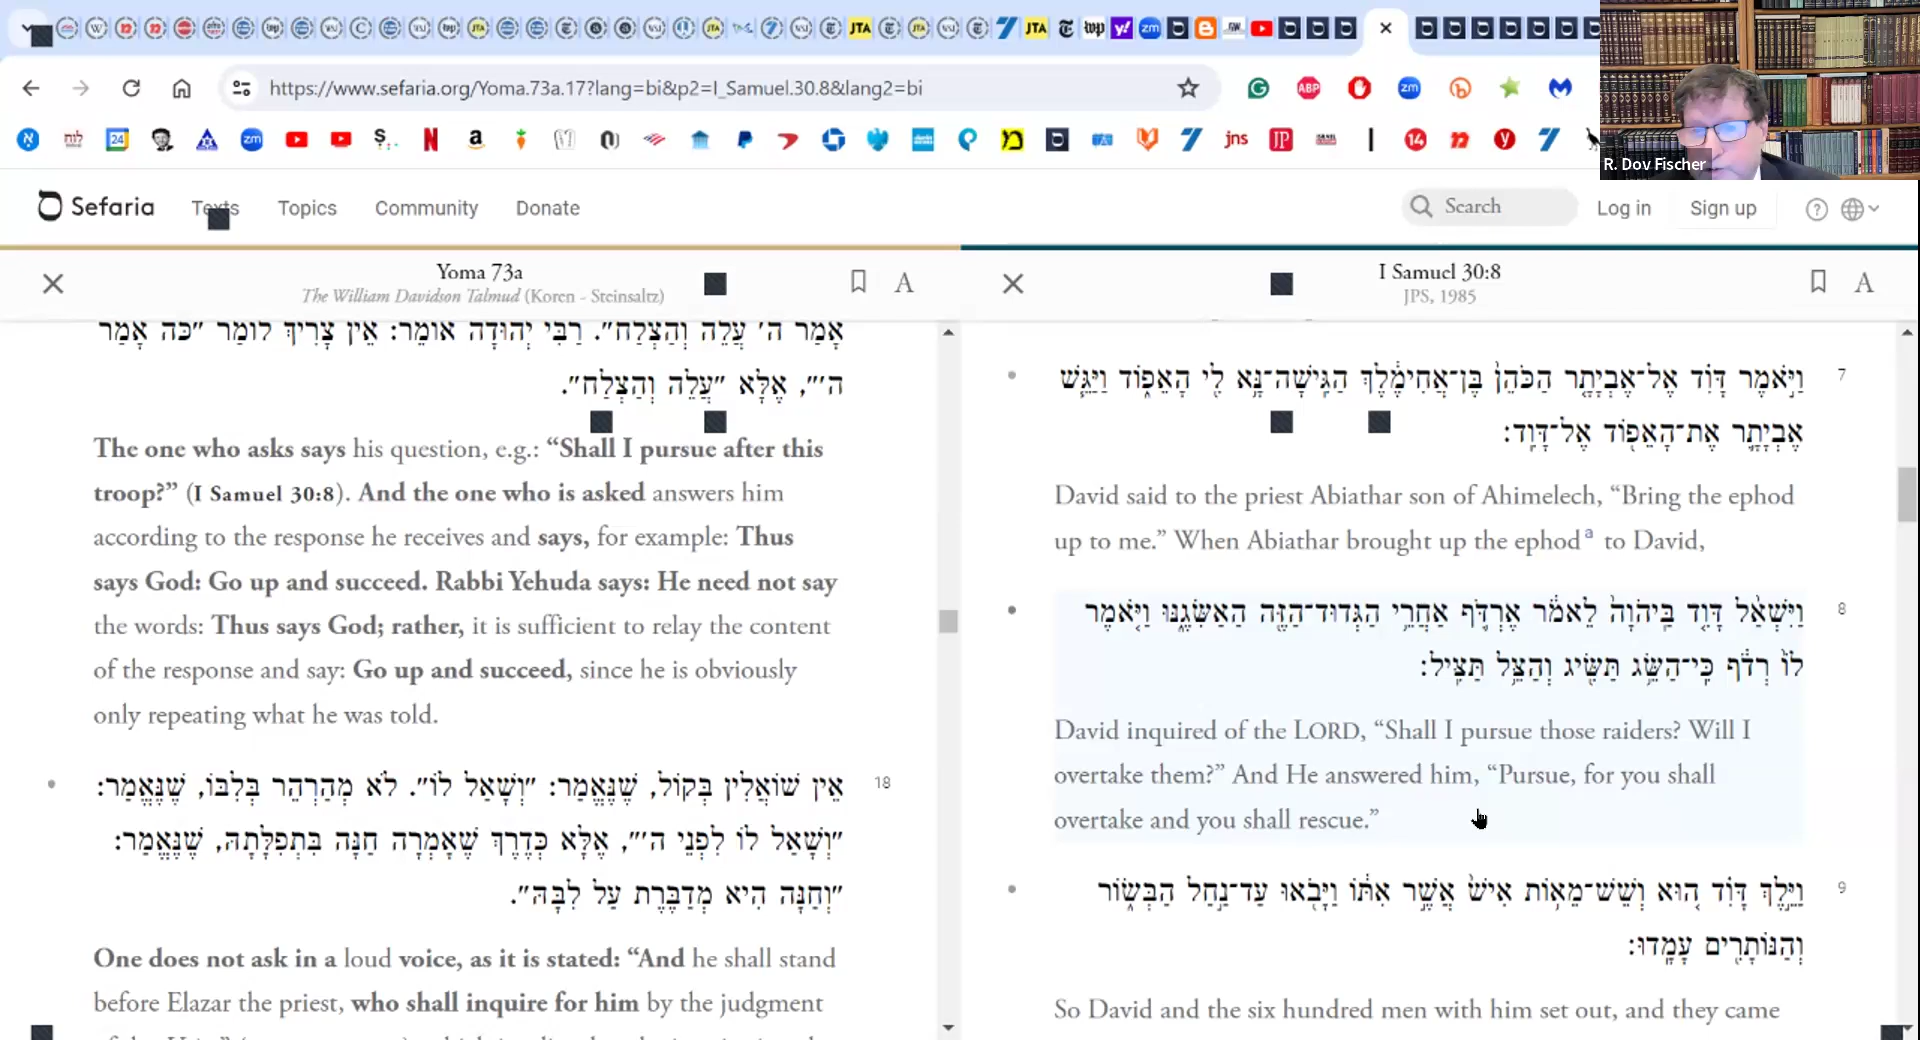 https://www.sefaria.org/Yoma.73a.17?lang=bi&p2=I_Samuel.30.8&lang2=bi
R. Dov Fischer
Sefaria
Texts
Topics
Community
Donate
Search
Log in
Sign up
Yoma 73a
The William Davidson Talmud (Koren - Steinsaltz)
אָמַר ה׳ עֲלֵה וְהַצְלַח״. רַבִּי יְהוּדָה אוֹמֵר: אֵין צָרִיךְ לוֹמַר ״כֹּה אָמַר
ה׳״, אֶלָּא ״עֲלֵה וְהַצְלַח״.
The one who asks says his question, e.g.: “Shall I pursue after this
troop?” (I Samuel 30:8). And the one who is asked answers him
according to the response he receives and says, for example: Thus
says God: Go up and succeed. Rabbi Yehuda says: He need not say
the words: Thus says God; rather, it is sufficient to relay the content
of the response and say: Go up and succeed, since he is obviously
only repeating what he was told.
18
אֵין שׁוֹאֲלִין בְּקוֹל, שֶׁנֶּאֱמַר: ״וְשָׁאַל לוֹ״. לֹא מְהַרְהֵר בְּלִבּוֹ, שֶׁנֶּאֱמַר:
״וְשָׁאַל לוֹ לִפְנֵי ה׳״, אֶלָּא כְּדֶרֶךְ שֶׁאָמְרָה חַנָּה בִּתְפִלָּתָהּ, שֶׁנֶּאֱמַר:
״וְחַנָּה הִיא מְדַבֶּרֶת עַל לִבָּהּ״.
One does not ask in a loud voice, as it is stated: “And he shall stand
before Elazar the priest, who shall inquire for him by the judgment
I Samuel 30:8
JPS, 1985
7
וַיֹּאמֶר דָּוִד אֶל־אֶבְיָתָר הַכֹּהֵן בֶּן־אֲחִימֶלֶךְ הַגִּישָׁה־נָּא לִי הָאֵפוֹד וַיַּגֵּשׁ
אֶבְיָתָר אֶת־הָאֵפוֹד אֶל־דָּוִד׃
David said to the priest Abiathar son of Ahimelech, “Bring the ephod
up to me.” When Abiathar brought up the ephod a to David,
8
וַיִּשְׁאַל דָּוִד בַּיהֹוָה לֵאמֹר אֶרְדֹּף אַחֲרֵי הַגְּדוּד־הַזֶּה הַאַשִּׂגֶנּוּ וַיֹּאמֶר
לוֹ רְדֹף כִּי־הַשֵּׂג תַּשִּׂיג וְהַצֵּל תַּצִּיל׃
David inquired of the LORD, “Shall I pursue those raiders? Will I
overtake them?” And He answered him, “Pursue, for you shall
overtake and you shall rescue.”
9
וַיֵּלֶךְ דָּוִד הוּא וְשֵׁשׁ־מֵאוֹת אִישׁ אֲשֶׁר אִתּוֹ וַיָּבֹאוּ עַד־נַחַל הַבְּשׂוֹר
וְהַנּוֹתָרִים עָמָדוּ׃
So David and the six hundred men with him set out, and they came